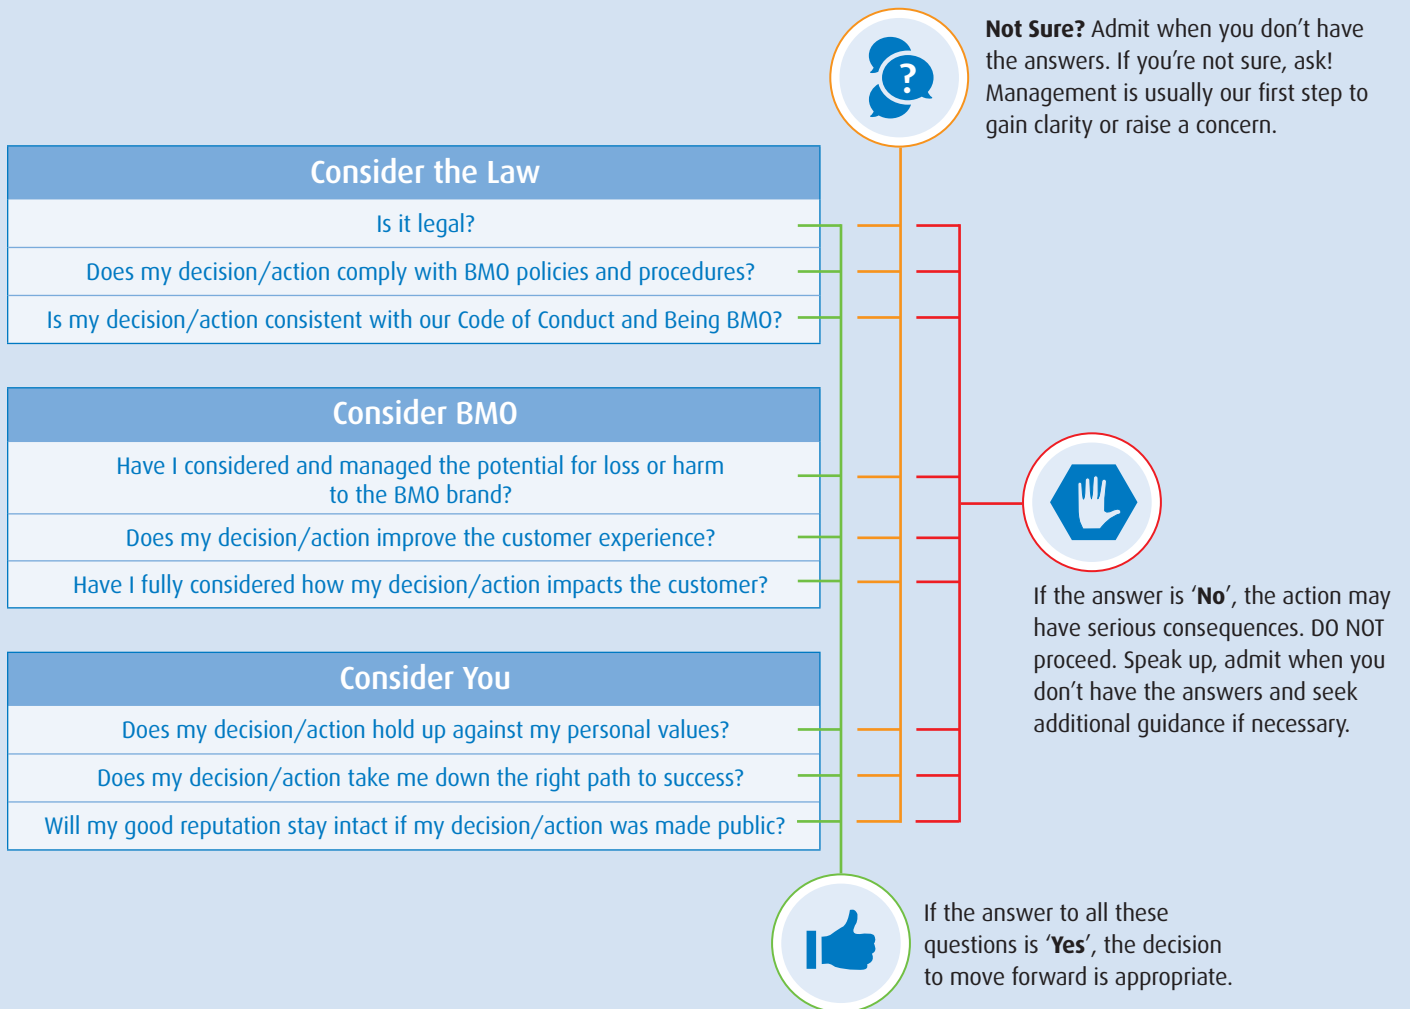 Not Sure? Admit when you don’t have
the answers. If you’re not sure, ask!
Management is usually our first step to
gain clarity or raise a concern.
?
Consider the Law
Is it legal?
Does my decision/action comply with BMO policies and procedures?
Is my decision/action consistent with our Code of Conduct and Being BMO?
Consider BMO
Have I considered and managed the potential for loss or harm
to the BMO brand?
Does my decision/action improve the customer experience?
Have I fully considered how my decision/action impacts the customer?
If the answer is ‘No’, the action may
have serious consequences. DO NOT
proceed. Speak up, admit when you
don’t have the answers and seek
additional guidance if necessary.
Consider You
Does my decision/action hold up against my personal values?
Does my decision/action take me down the right path to success?
Will my good reputation stay intact if my decision/action was made public?
If the answer to all these
questions is ‘Yes’, the decision
to move forward is appropriate.